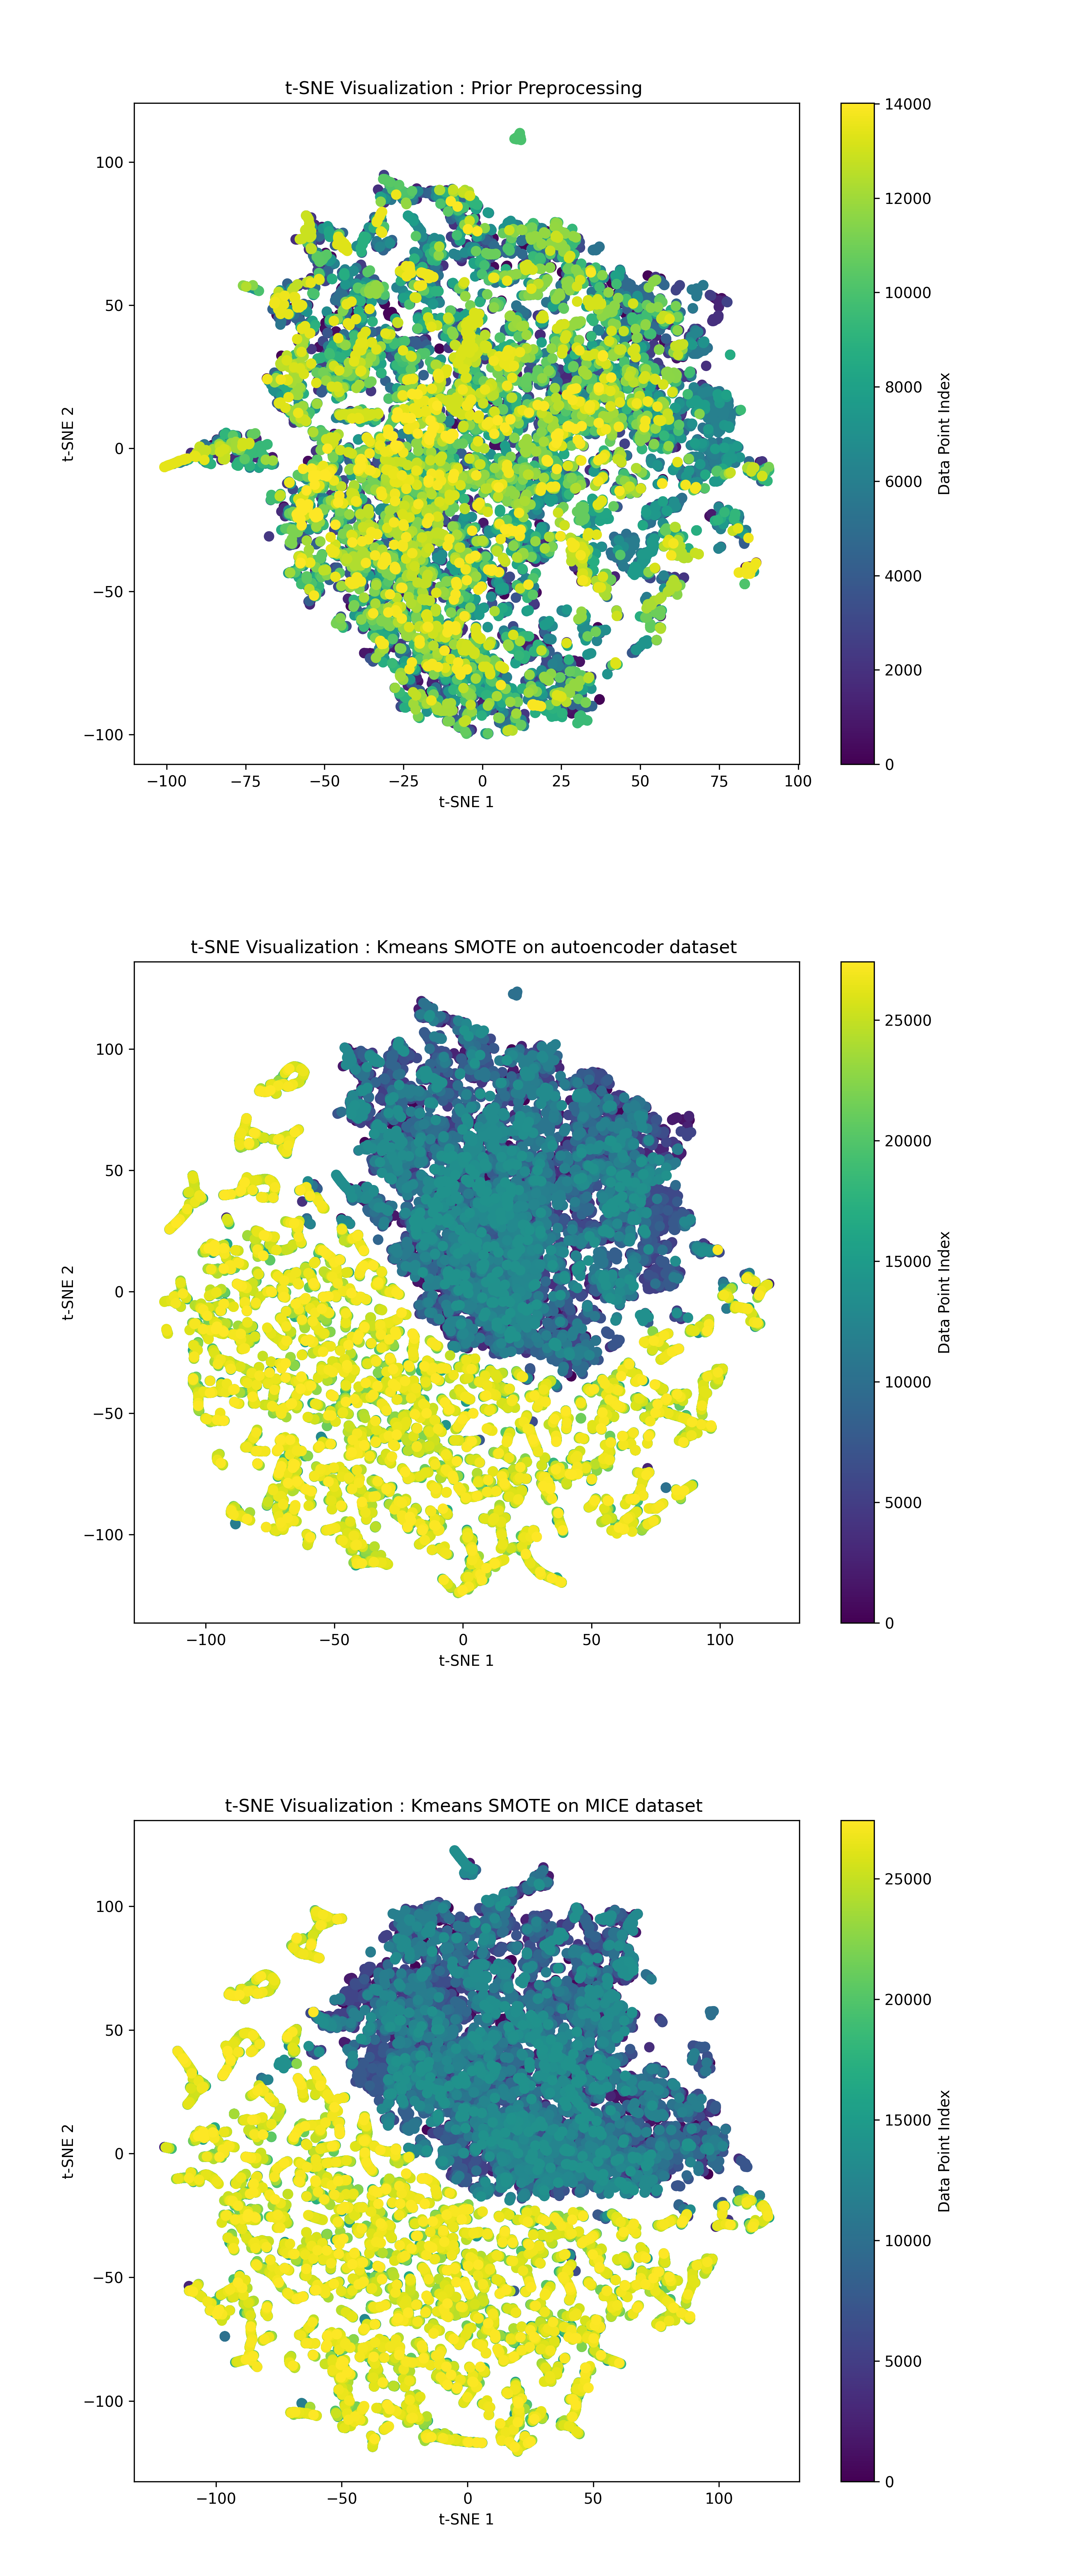 t-SNE Visualization : Prior Preprocessing
100
50
0
−50
−100
t-SNE 2
−100 −75 −50 −25 0 25 50 75 100
t-SNE 1
14000
12000
10000
8000
6000
4000
2000
0
Data Point Index
t-SNE Visualization : Kmeans SMOTE on autoencoder dataset
100
50
0
−50
−100
t-SNE 2
−100 −50 0 50 100
t-SNE 1
25000
20000
15000
10000
5000
0
Data Point Index
t-SNE Visualization : Kmeans SMOTE on MICE dataset
100
50
0
−50
−100
t-SNE 2
−100 −50 0 50 100
t-SNE 1
25000
20000
15000
10000
5000
0
Data Point Index